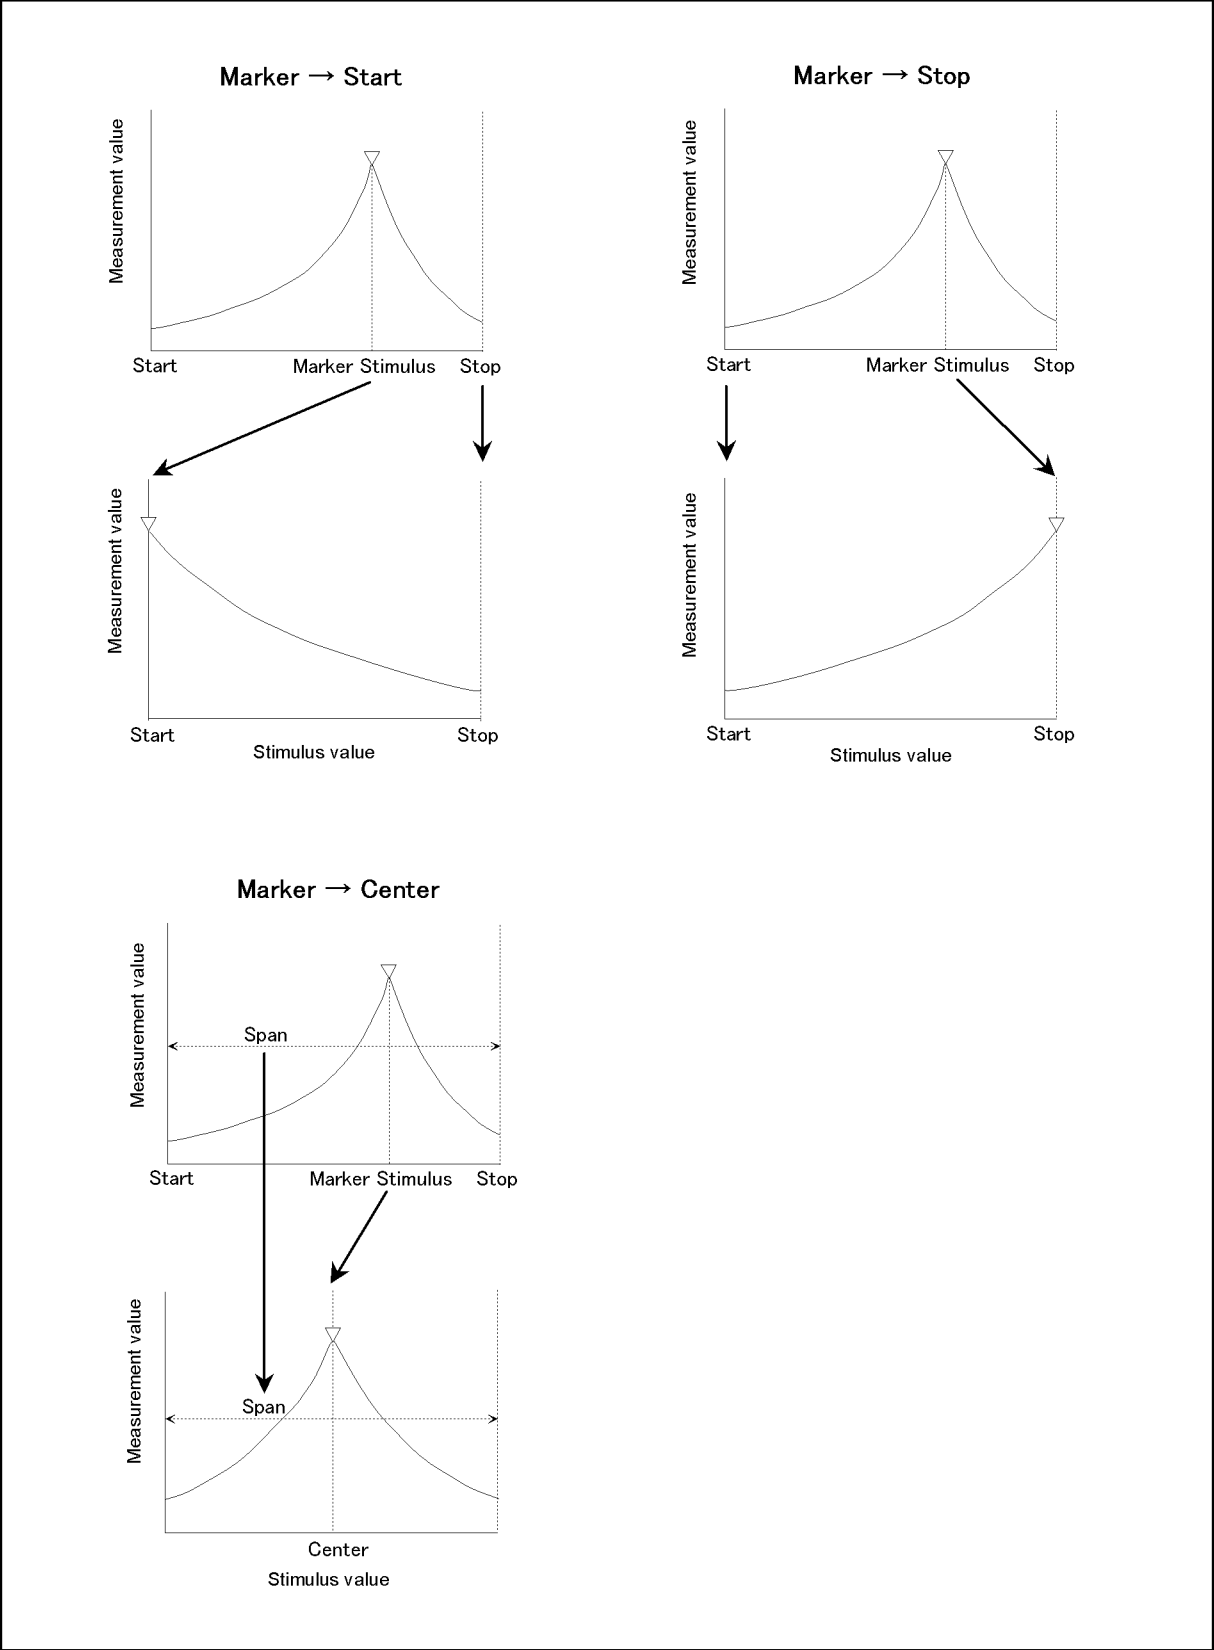 Marker → Start
Measurement value
Start Marker Stimulus Stop
Measurement value
Start Stop
Stimulus value
Marker → Stop
Measurement value
Start Marker Stimulus Stop
Measurement value
Start Stop
Stimulus value
Marker → Center
Measurement value
Span
Start Marker Stimulus Stop
Measurement value
Span
Center
Stimulus value